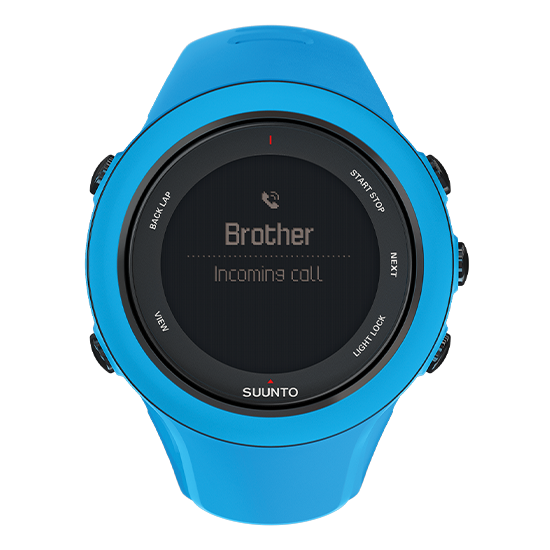 BACK LAP
START STOP
Brother
NEXT
Incoming call
VIEW
LIGHT LOCK
SUUNTO